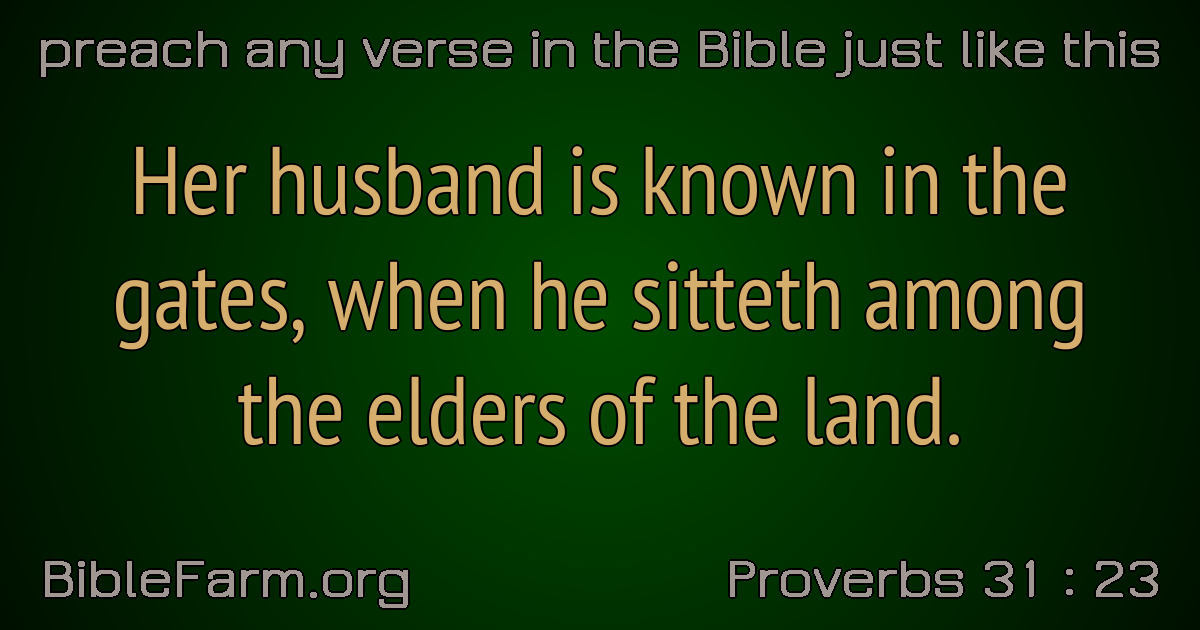 preach any verse in the Bible just like this
Her husband is known in the
gates, when he sitteth among
the elders of the land.
BibleFarm.org
Proverbs 31 : 23